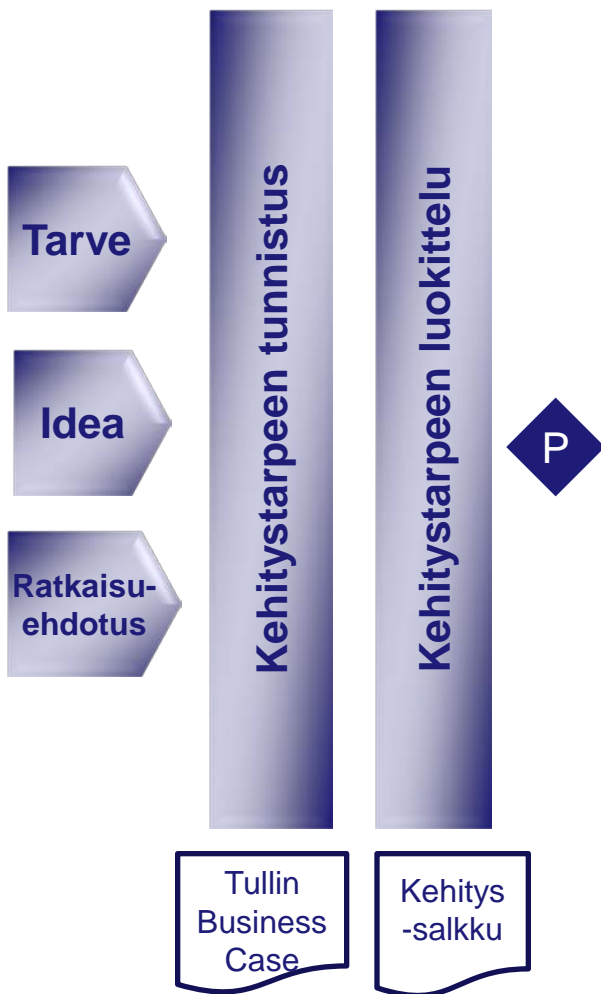 Tarve
Idea
Ratkaisu-
ehdotus
Kehitystarpeen tunnistus
Kehitystarpeen luokittelu
P
Tullin
Business
Case
Kehitys
-salkku